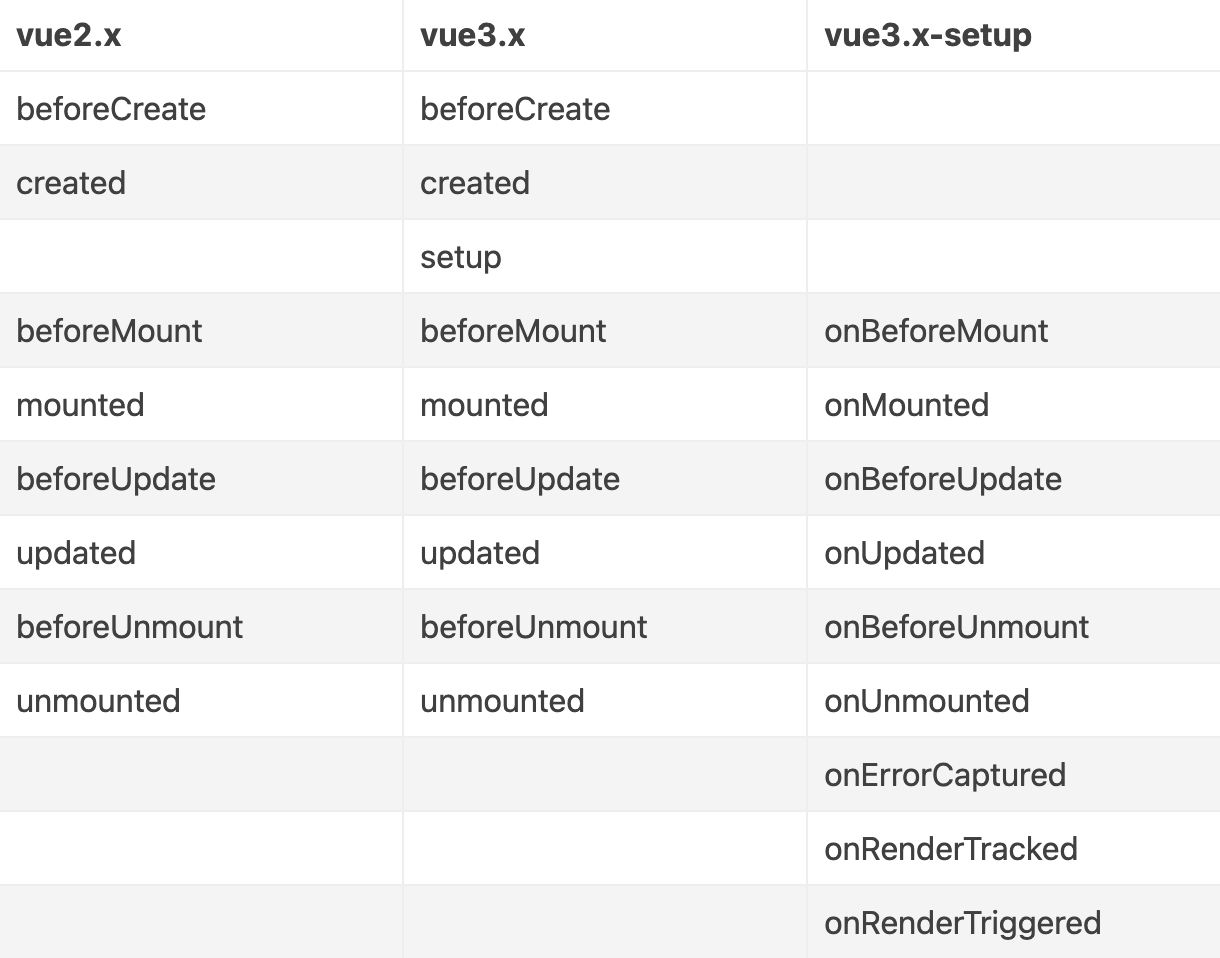 vue2.x vue3.x vue3.x-setup
beforeCreate beforeCreate
created created
setup
beforeMount beforeMount onBeforeMount
mounted mounted onMounted
beforeUpdate beforeUpdate onBeforeUpdate
updated updated onUpdated
beforeUnmount beforeUnmount onBeforeUnmount
unmounted unmounted onUnmounted
onErrorCaptured
onRenderTracked
onRenderTriggered